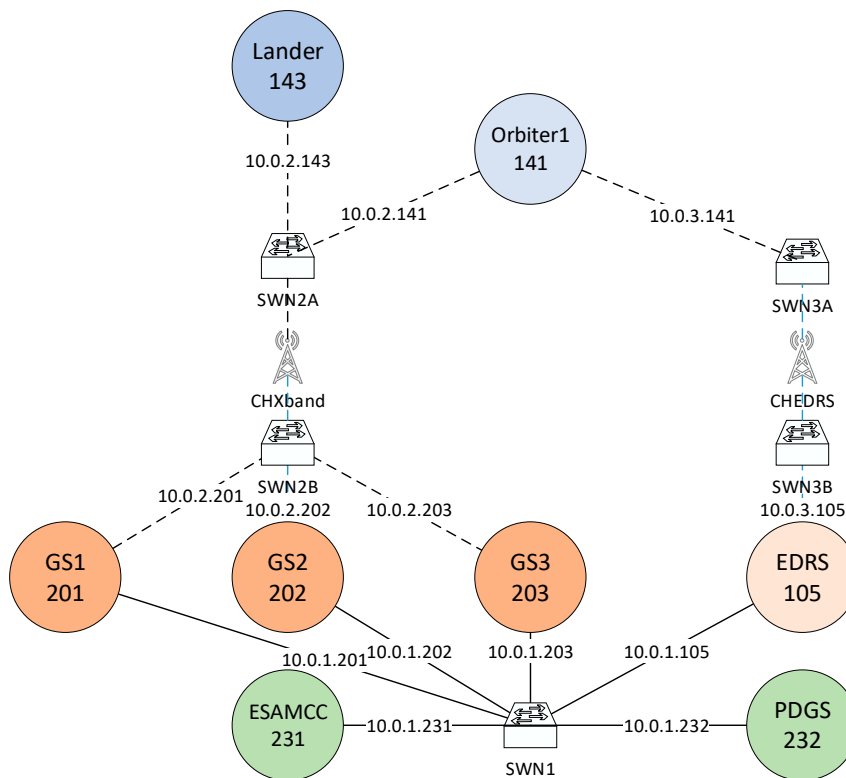 Lander
143
Orbiter1
141
10.0.2.143
10.0.2.141
10.0.3.141
SWN2A
SWN3A
CHXband
CHEDRS
SWN2B
SWN3B
10.0.2.201
10.0.2.202
10.0.2.203
10.0.3.105
GS1
201
GS2
202
GS3
203
EDRS
105
10.0.1.201
10.0.1.202
10.0.1.203
10.0.1.105
ESAMCC
231
10.0.1.231
10.0.1.232
PDGS
232
SWN1